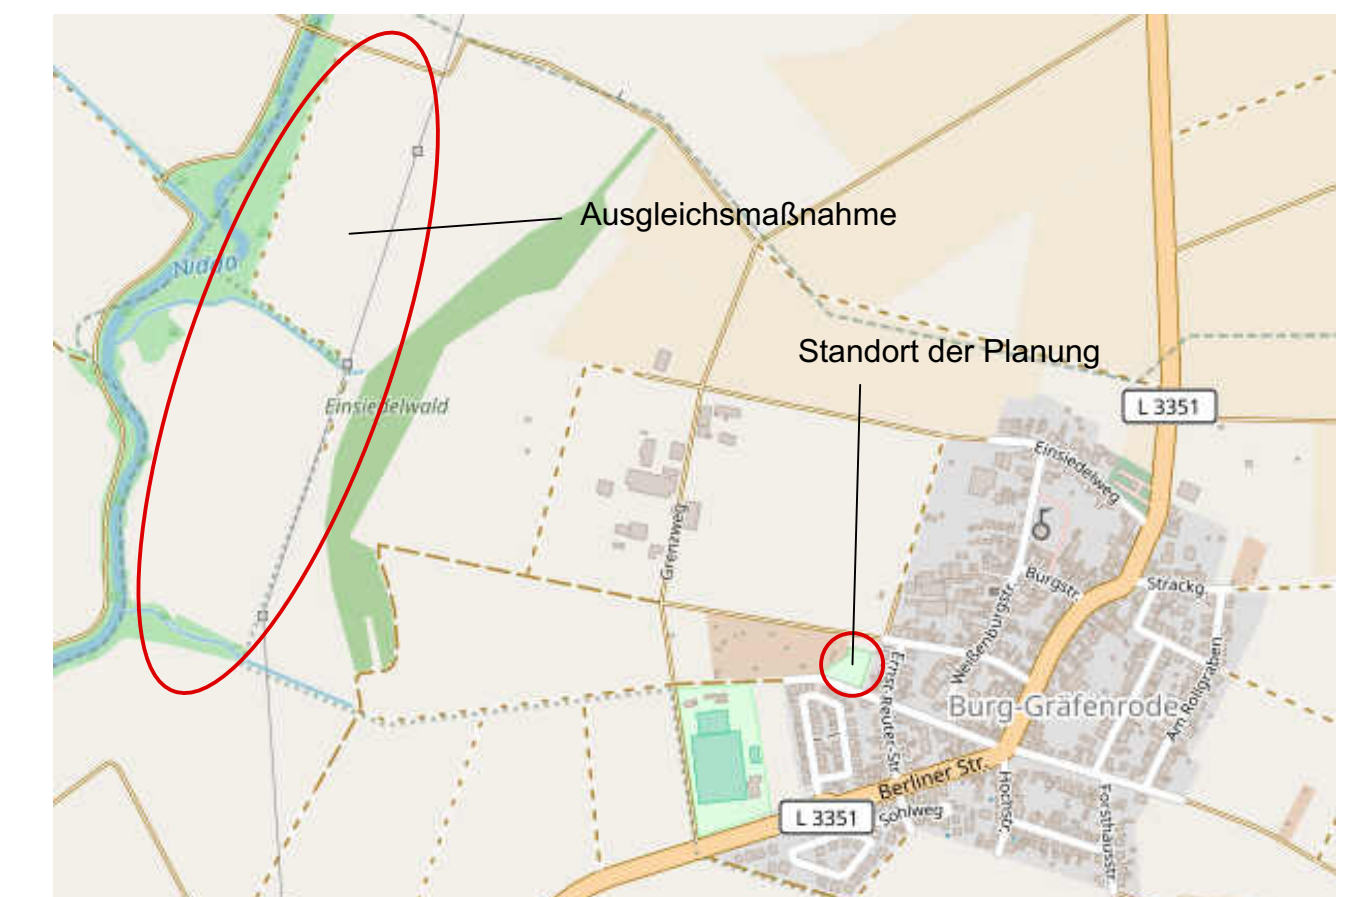 Ausgleichsmaßnahme
Nidda
Standort der Planung
Einsiedelwald
L 3351
Einsiedelweg
Grenzweg
Burgstr.
Strackg.
Weißenburgstr.
Ernst-Reuter-Str.
Am Rollgraben
Burg-Gräfenrode
Berliner Str.
L 3351
Sohlweg
Hochstr.
Forsthausstr.